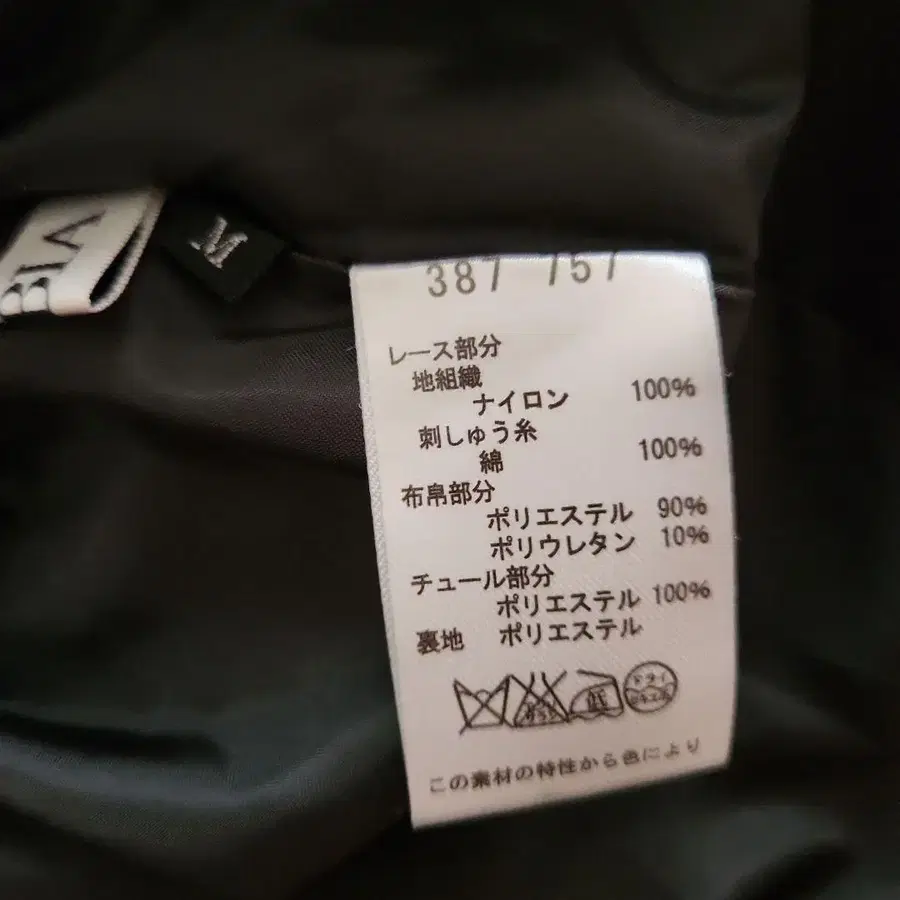 M
387 757
レース部分
地組織
ナイロン 100%
刺しゅう糸
綿 100%
布帛部分
ポリエステル 90%
ポリウレタン 10%
チュール部分
ポリエステル 100%
裏地 ポリエステル
低
この素材の特性から色により